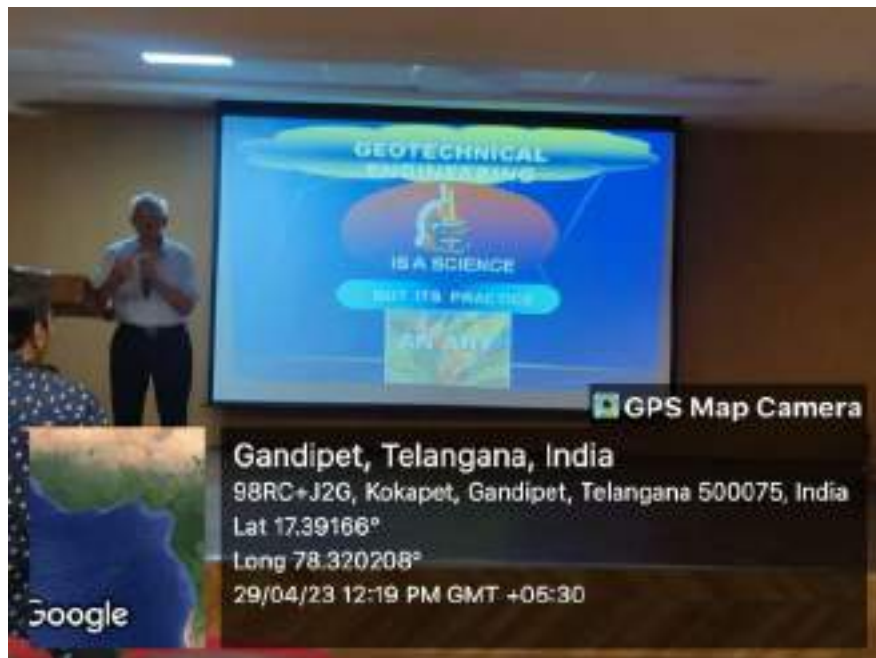 GEOTECHNICAL
ENGINEERING
IS A SCIENCE
BUT ITS PRACTICE
AN ART
GPS Map Camera
Gandipet, Telangana, India
98RC+J2G, Kokapet, Gandipet, Telangana 500075, India
Lat 17.39166°
Long 78.320208°
29/04/23 12:19 PM GMT +05:30
Google